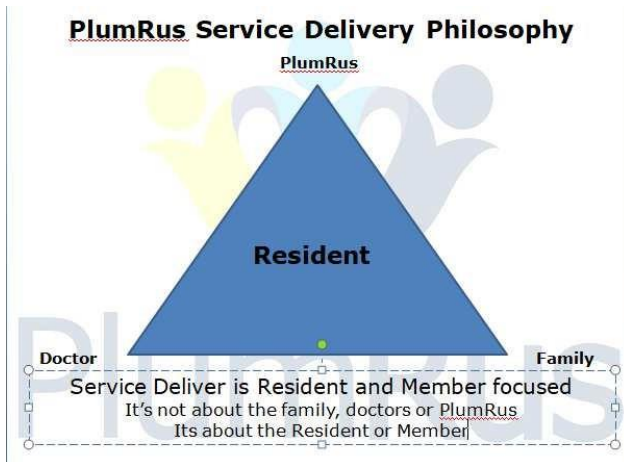 PlumRus Service Delivery Philosophy
PlumRus
Resident
Doctor
Family
PlumRus
Service Deliver is Resident and Member focused
It's not about the family, doctors or PlumRus
Its about the Resident or Member